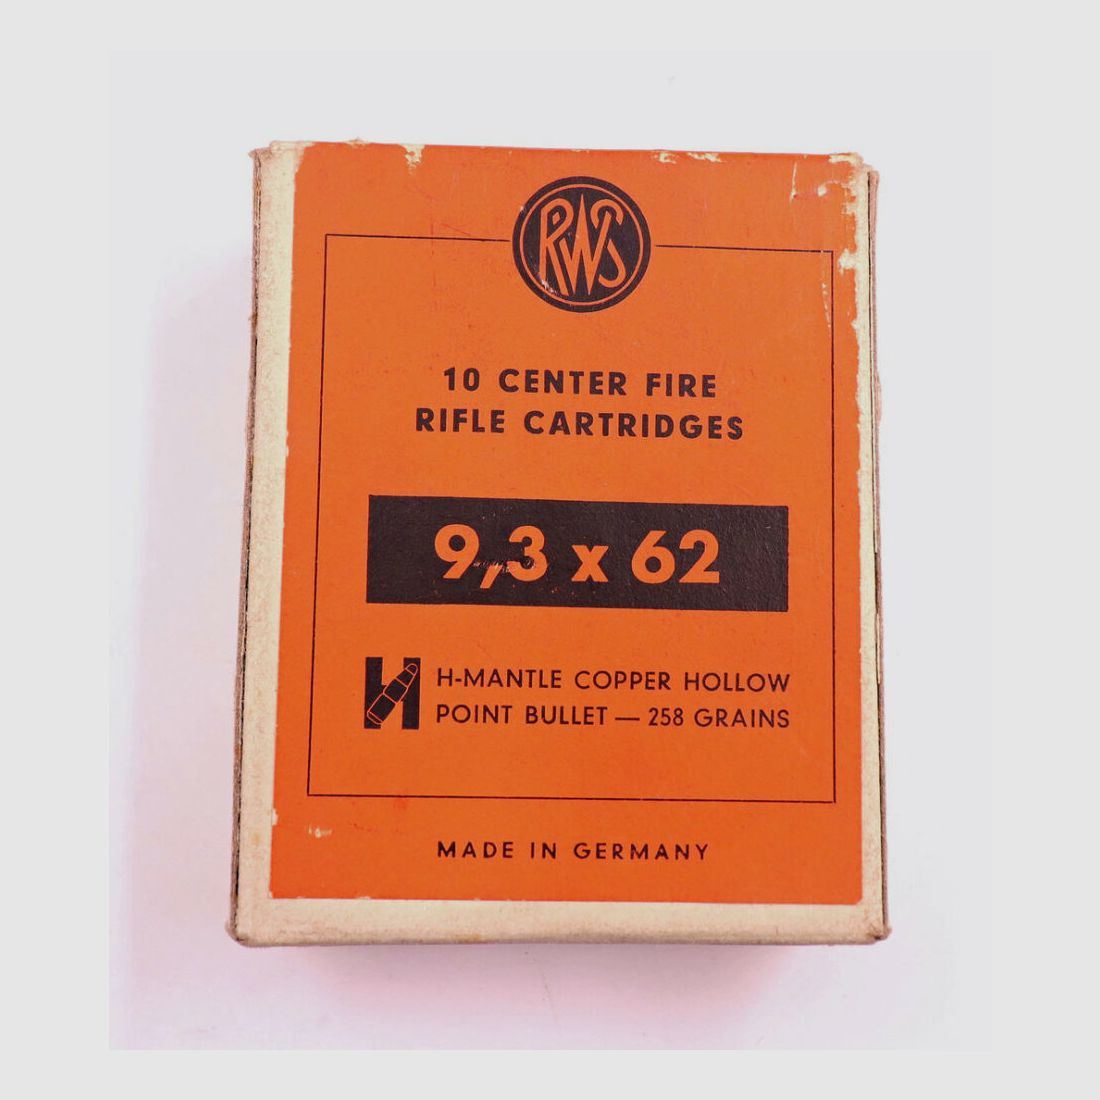 RWS
10 CENTER FIRE
RIFLE CARTRIDGES
9,3 x 62
H
H-MANTLE COPPER HOLLOW
POINT BULLET — 258 GRAINS
MADE IN GERMANY